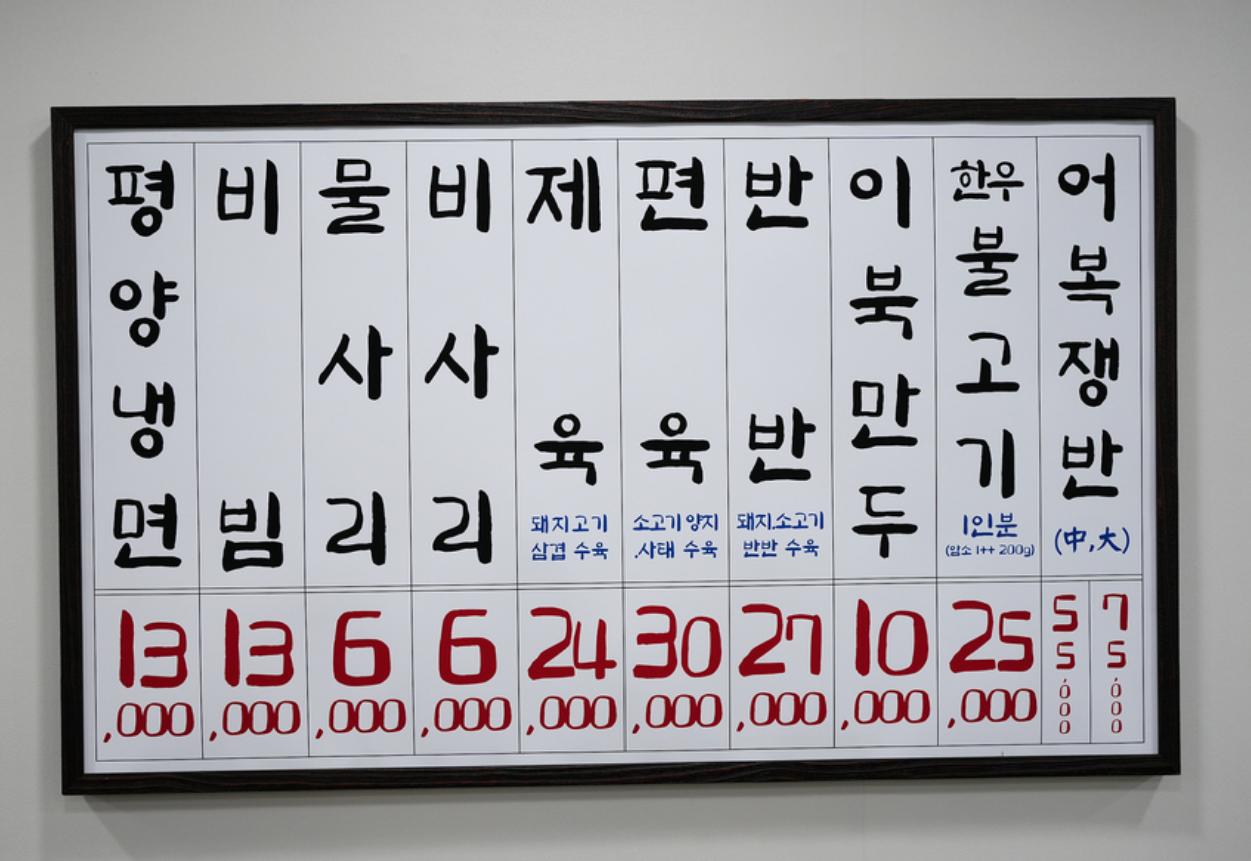 평양냉면
13,000
비빔
13,000
물사리
6,000
비사리
6,000
제육
돼지고기
삼겹 수육
24,000
편육
소고기 양지
.사태 수육
30,000
반반
돼지.소고기
반반 수육
27,000
이북만두
10,000
한우불고기
1인분
(암소 1++ 200g)
25,000
어복쟁반
(中,大)
55,000
75,000